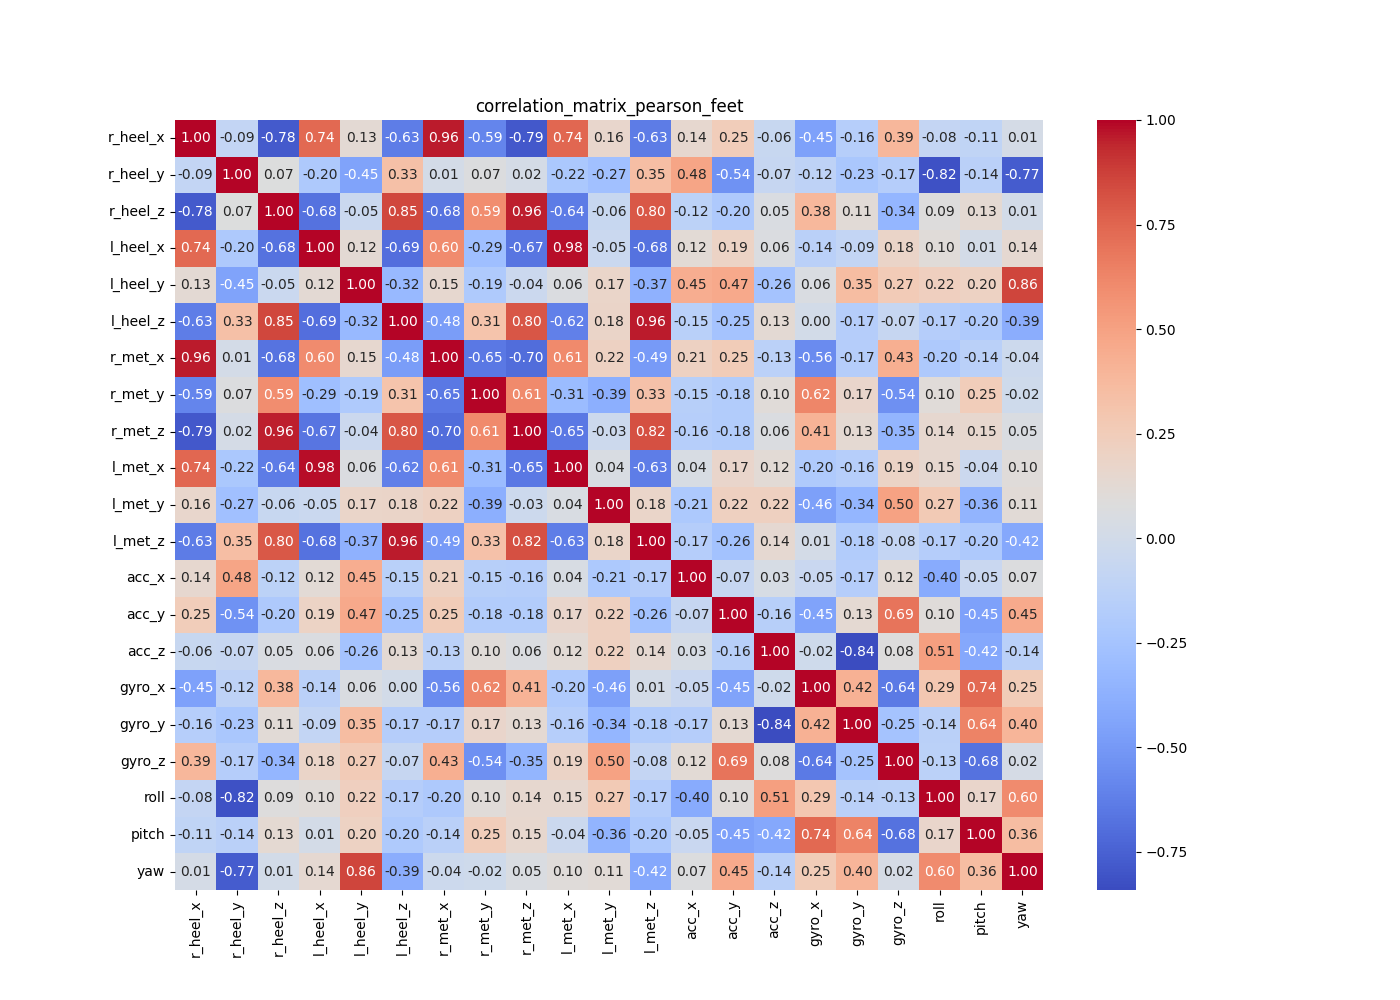 correlation_matrix_pearson_feet
r_heel_x 1.00 -0.09 -0.78 0.74 0.13 -0.63 0.96 -0.59 -0.79 0.74 0.16 -0.63 0.14 0.25 -0.06 -0.45 -0.16 0.39 -0.08 -0.11 0.01
r_heel_y -0.09 1.00 0.07 -0.20 -0.45 0.33 0.01 0.07 0.02 -0.22 -0.27 0.35 0.48 -0.54 -0.07 -0.12 -0.23 -0.17 -0.82 -0.14 -0.77
r_heel_z -0.78 0.07 1.00 -0.68 -0.05 0.85 -0.68 0.59 0.96 -0.64 -0.06 0.80 -0.12 -0.20 0.05 0.38 0.11 -0.34 0.09 0.13 0.01
l_heel_x 0.74 -0.20 -0.68 1.00 0.12 -0.69 0.60 -0.29 -0.67 0.98 -0.05 -0.68 0.12 0.19 0.06 -0.14 -0.09 0.18 0.10 0.01 0.14
l_heel_y 0.13 -0.45 -0.05 0.12 1.00 -0.32 0.15 -0.19 -0.04 0.06 0.17 -0.37 0.45 0.47 -0.26 0.06 0.35 0.27 0.22 0.20 0.86
l_heel_z -0.63 0.33 0.85 -0.69 -0.32 1.00 -0.48 0.31 0.80 -0.62 0.18 0.96 -0.15 -0.25 0.13 0.00 -0.17 -0.07 -0.17 -0.20 -0.39
r_met_x 0.96 0.01 -0.68 0.60 0.15 -0.48 1.00 -0.65 -0.70 0.61 0.22 -0.49 0.21 0.25 -0.13 -0.56 -0.17 0.43 -0.20 -0.14 -0.04
r_met_y -0.59 0.07 0.59 -0.29 -0.19 0.31 -0.65 1.00 0.61 -0.31 -0.39 0.33 -0.15 -0.18 0.10 0.62 0.17 -0.54 0.10 0.25 -0.02
r_met_z -0.79 0.02 0.96 -0.67 -0.04 0.80 -0.70 0.61 1.00 -0.65 -0.03 0.82 -0.16 -0.18 0.06 0.41 0.13 -0.35 0.14 0.15 0.05
l_met_x 0.74 -0.22 -0.64 0.98 0.06 -0.62 0.61 -0.31 -0.65 1.00 0.04 -0.63 0.04 0.17 0.12 -0.20 -0.16 0.19 0.15 -0.04 0.10
l_met_y 0.16 -0.27 -0.06 -0.05 0.17 0.18 0.22 -0.39 -0.03 0.04 1.00 0.18 -0.21 0.22 0.22 -0.46 -0.34 0.50 0.27 -0.36 0.11
l_met_z -0.63 0.35 0.80 -0.68 -0.37 0.96 -0.49 0.33 0.82 -0.63 0.18 1.00 -0.17 -0.26 0.14 0.01 -0.18 -0.08 -0.17 -0.20 -0.42
acc_x 0.14 0.48 -0.12 0.12 0.45 -0.15 0.21 -0.15 -0.16 0.04 -0.21 -0.17 1.00 -0.07 0.03 -0.05 -0.17 0.12 -0.40 -0.05 0.07
acc_y 0.25 -0.54 -0.20 0.19 0.47 -0.25 0.25 -0.18 -0.18 0.17 0.22 -0.26 -0.07 1.00 -0.16 -0.45 0.13 0.69 0.10 -0.45 0.45
acc_z -0.06 -0.07 0.05 0.06 -0.26 0.13 -0.13 0.10 0.06 0.12 0.22 0.14 0.03 -0.16 1.00 -0.02 -0.84 0.08 0.51 -0.42 -0.14
gyro_x -0.45 -0.12 0.38 -0.14 0.06 0.00 -0.56 0.62 0.41 -0.20 -0.46 0.01 -0.05 -0.45 -0.02 1.00 0.42 -0.64 0.29 0.74 0.25
gyro_y -0.16 -0.23 0.11 -0.09 0.35 -0.17 -0.17 0.17 0.13 -0.16 -0.34 -0.18 -0.17 0.13 -0.84 0.42 1.00 -0.25 -0.14 0.64 0.40
gyro_z 0.39 -0.17 -0.34 0.18 0.27 -0.07 0.43 -0.54 -0.35 0.19 0.50 -0.08 0.12 0.69 0.08 -0.64 -0.25 1.00 -0.13 -0.68 0.02
roll -0.08 -0.82 0.09 0.10 0.22 -0.17 -0.20 0.10 0.14 0.15 0.27 -0.17 -0.40 0.10 0.51 0.29 -0.14 -0.13 1.00 0.17 0.60
pitch -0.11 -0.14 0.13 0.01 0.20 -0.20 -0.14 0.25 0.15 -0.04 -0.36 -0.20 -0.05 -0.45 -0.42 0.74 0.64 -0.68 0.17 1.00 0.36
yaw 0.01 -0.77 0.01 0.14 0.86 -0.39 -0.04 -0.02 0.05 0.10 0.11 -0.42 0.07 0.45 -0.14 0.25 0.40 0.02 0.60 0.36 1.00
r_heel_x r_heel_y r_heel_z l_heel_x l_heel_y l_heel_z r_met_x r_met_y r_met_z l_met_x l_met_y l_met_z acc_x acc_y acc_z gyro_x gyro_y gyro_z roll pitch yaw
1.00
0.75
0.50
0.25
0.00
−0.25
−0.50
−0.75